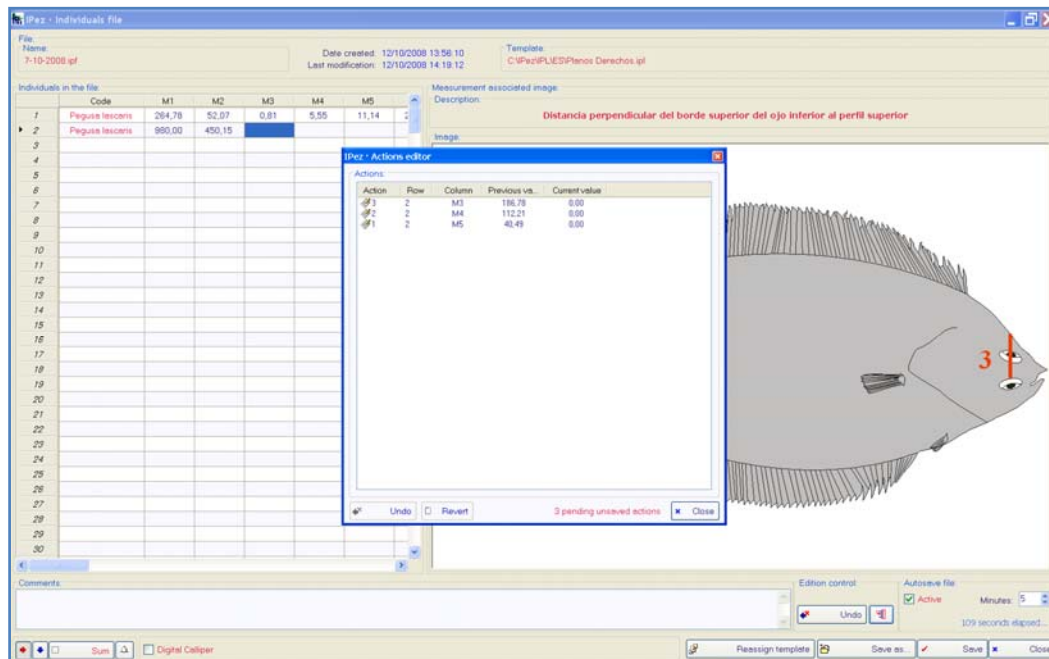 IPez · Individuals file
File:
Name:
7-10-2008.ipf
Date created: 12/10/2008 13:56:10
Last modification: 12/10/2008 14:19:12
Template:
C:\IPez\IPL\ES\Planos Derechos.ipl
Individuals in the file:
Code M1 M2 M3 M4 M5
1 Pegusa lascaris 264,78 52,07 0,81 5,55 11,14 2
2 Pegusa lascaris 980,00 450,15
3
4
5
6
7
8
9
10
11
12
13
14
15
16
17
18
19
20
21
22
23
24
25
26
27
28
29
30
Measurement associated image:
Description:
Distancia perpendicular del borde superior del ojo inferior al perfil superior
Image:
3
IPez · Actions editor
Actions:
Action Row Column Previous va... Current value
3 2 M3 186,78 0,00
2 2 M4 112,21 0,00
1 2 M5 40,49 0,00
Undo Revert 3 pending unsaved actions Close
Comments:
Edition control:
Undo
Autosave file:
Active Minutes: 5
109 seconds elapsed...
Sum Digital Calliper Reassign template Save as... Save Close